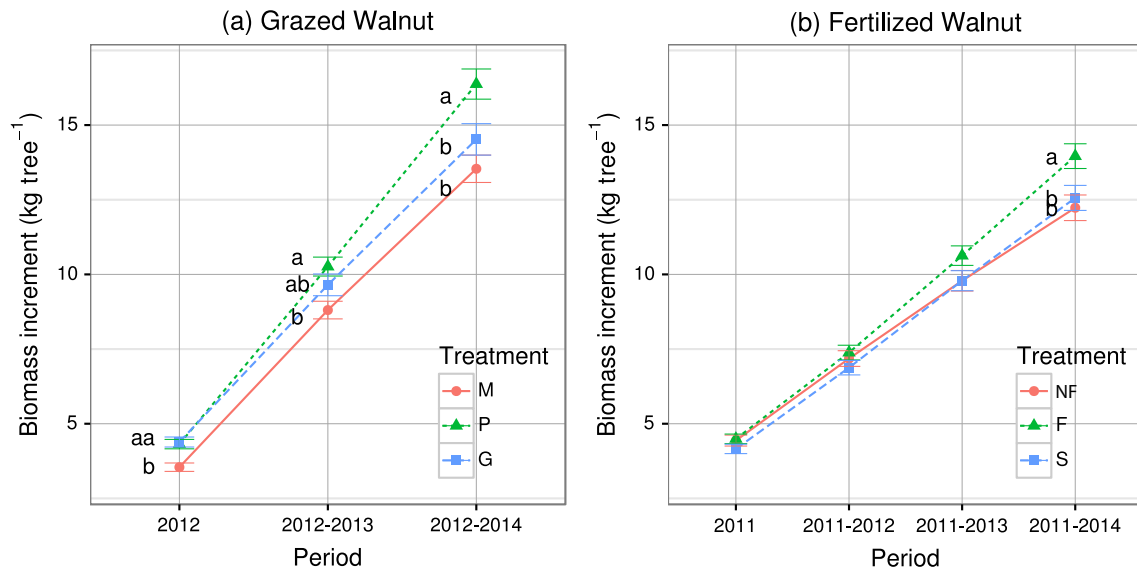 (a) Grazed Walnut
Biomass increment (kg tree⁻¹)
15
10
5
a
b
b
a
ab
b
aa
b
Treatment
M
P
G
2012
2012-2013
2012-2014
Period
(b) Fertilized Walnut
Biomass increment (kg tree⁻¹)
15
10
5
a
b
b
Treatment
NF
F
S
2011
2011-2012
2011-2013
2011-2014
Period